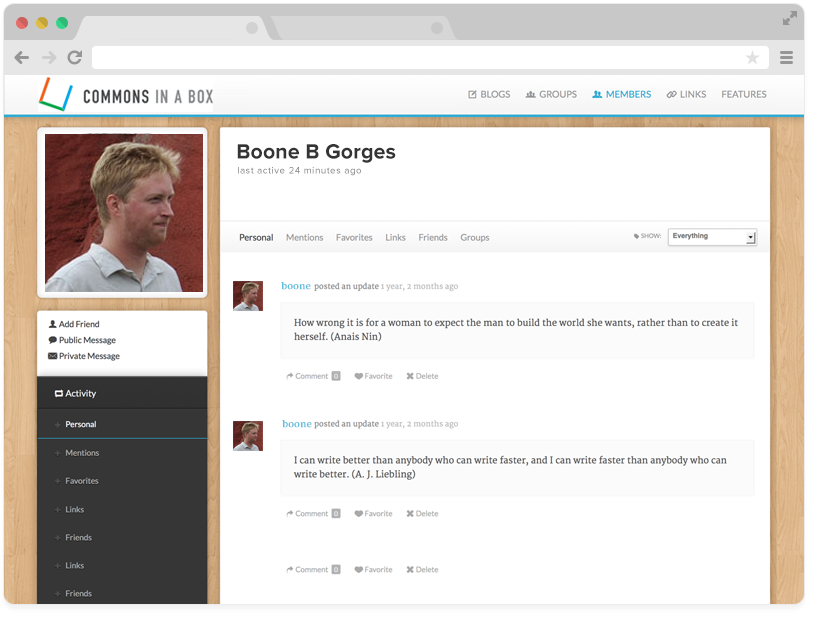 COMMONS IN A BOX
BLOGS GROUPS MEMBERS LINKS FEATURES
Boone B Gorges
last active 24 minutes ago
Personal Mentions Favorites Links Friends Groups SHOW: Everything
boone posted an update 1 year, 2 months ago
How wrong it is for a woman to expect the man to build the world she wants, rather than to create it
herself. (Anais Nin)
Comment 0 Favorite Delete
boone posted an update 1 year, 2 months ago
I can write better than anybody who can write faster, and I can write faster than anybody who can
write better. (A. J. Liebling)
Comment 0 Favorite Delete
Comment 0 Favorite Delete
Add Friend
Public Message
Private Message
Activity
Personal
Mentions
Favorites
Links
Friends
Links
Friends